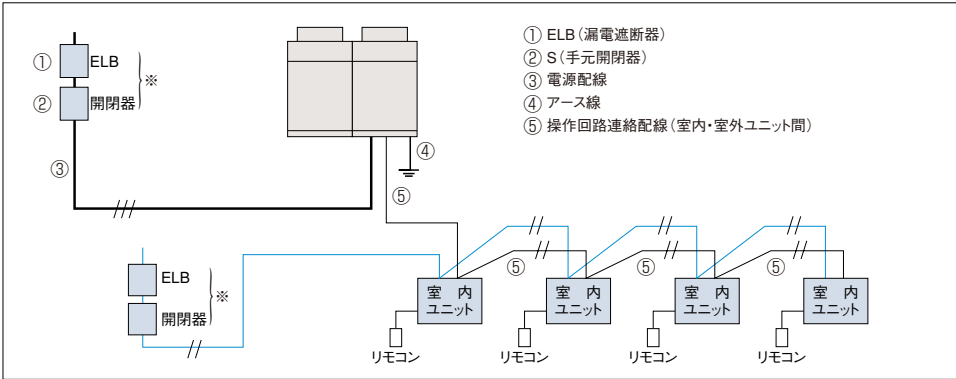 ① ELB
② 開閉器
※
③
④
⑤
① ELB（漏電遮断器）
② S（手元開閉器）
③ 電源配線
④ アース線
⑤ 操作回路連絡配線（室内・室外ユニット間）
ELB
開閉器
※
⑤
⑤
⑤
室 内
ユニット
室 内
ユニット
室 内
ユニット
室 内
ユニット
リモコン
リモコン
リモコン
リモコン